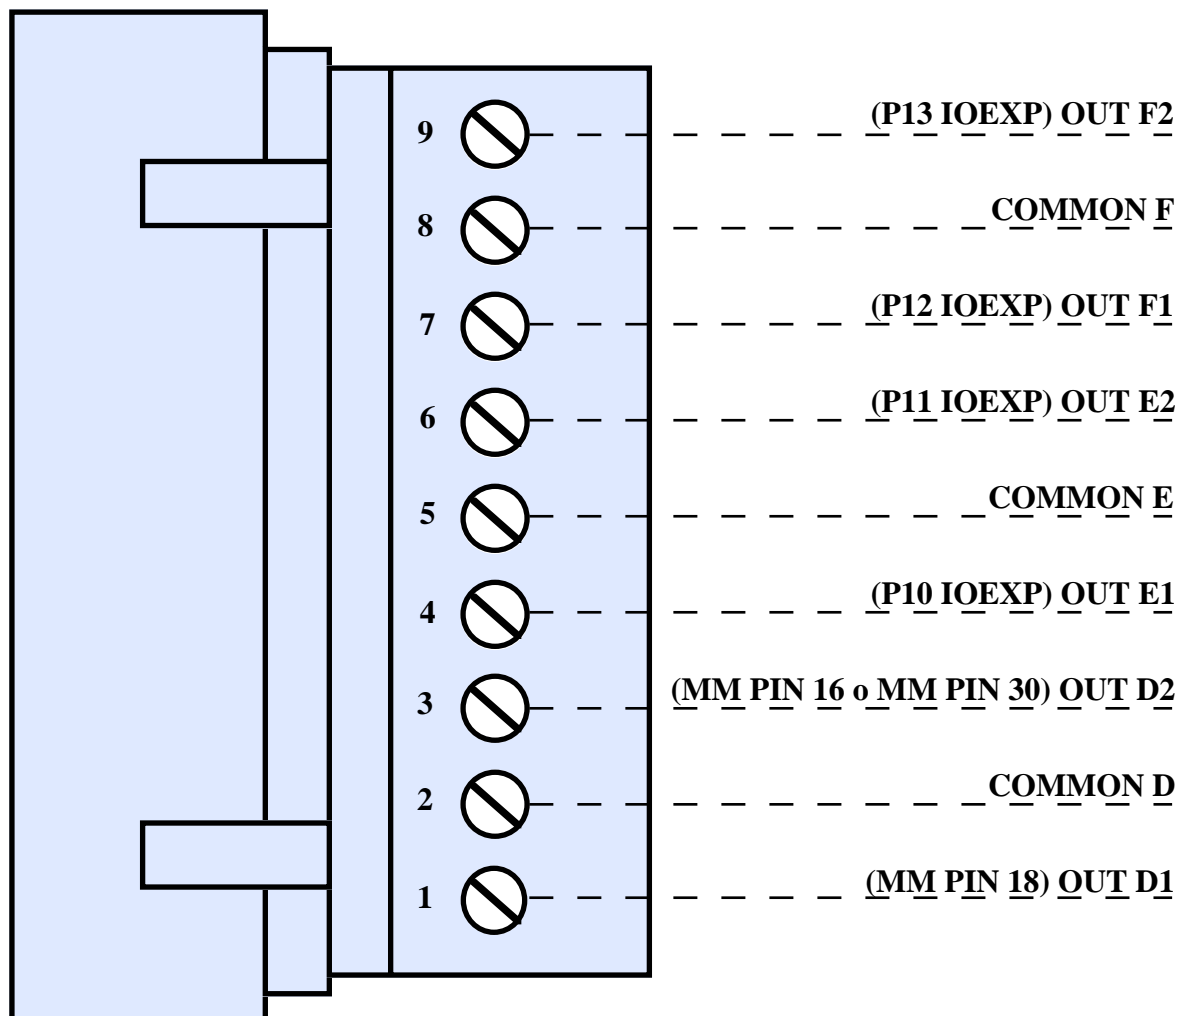 9 (P13 IOEXP) OUT F2
8 COMMON F
7 (P12 IOEXP) OUT F1
6 (P11 IOEXP) OUT E2
5 COMMON E
4 (P10 IOEXP) OUT E1
3 (MM PIN 16 o MM PIN 30) OUT D2
2 COMMON D
1 (MM PIN 18) OUT D1